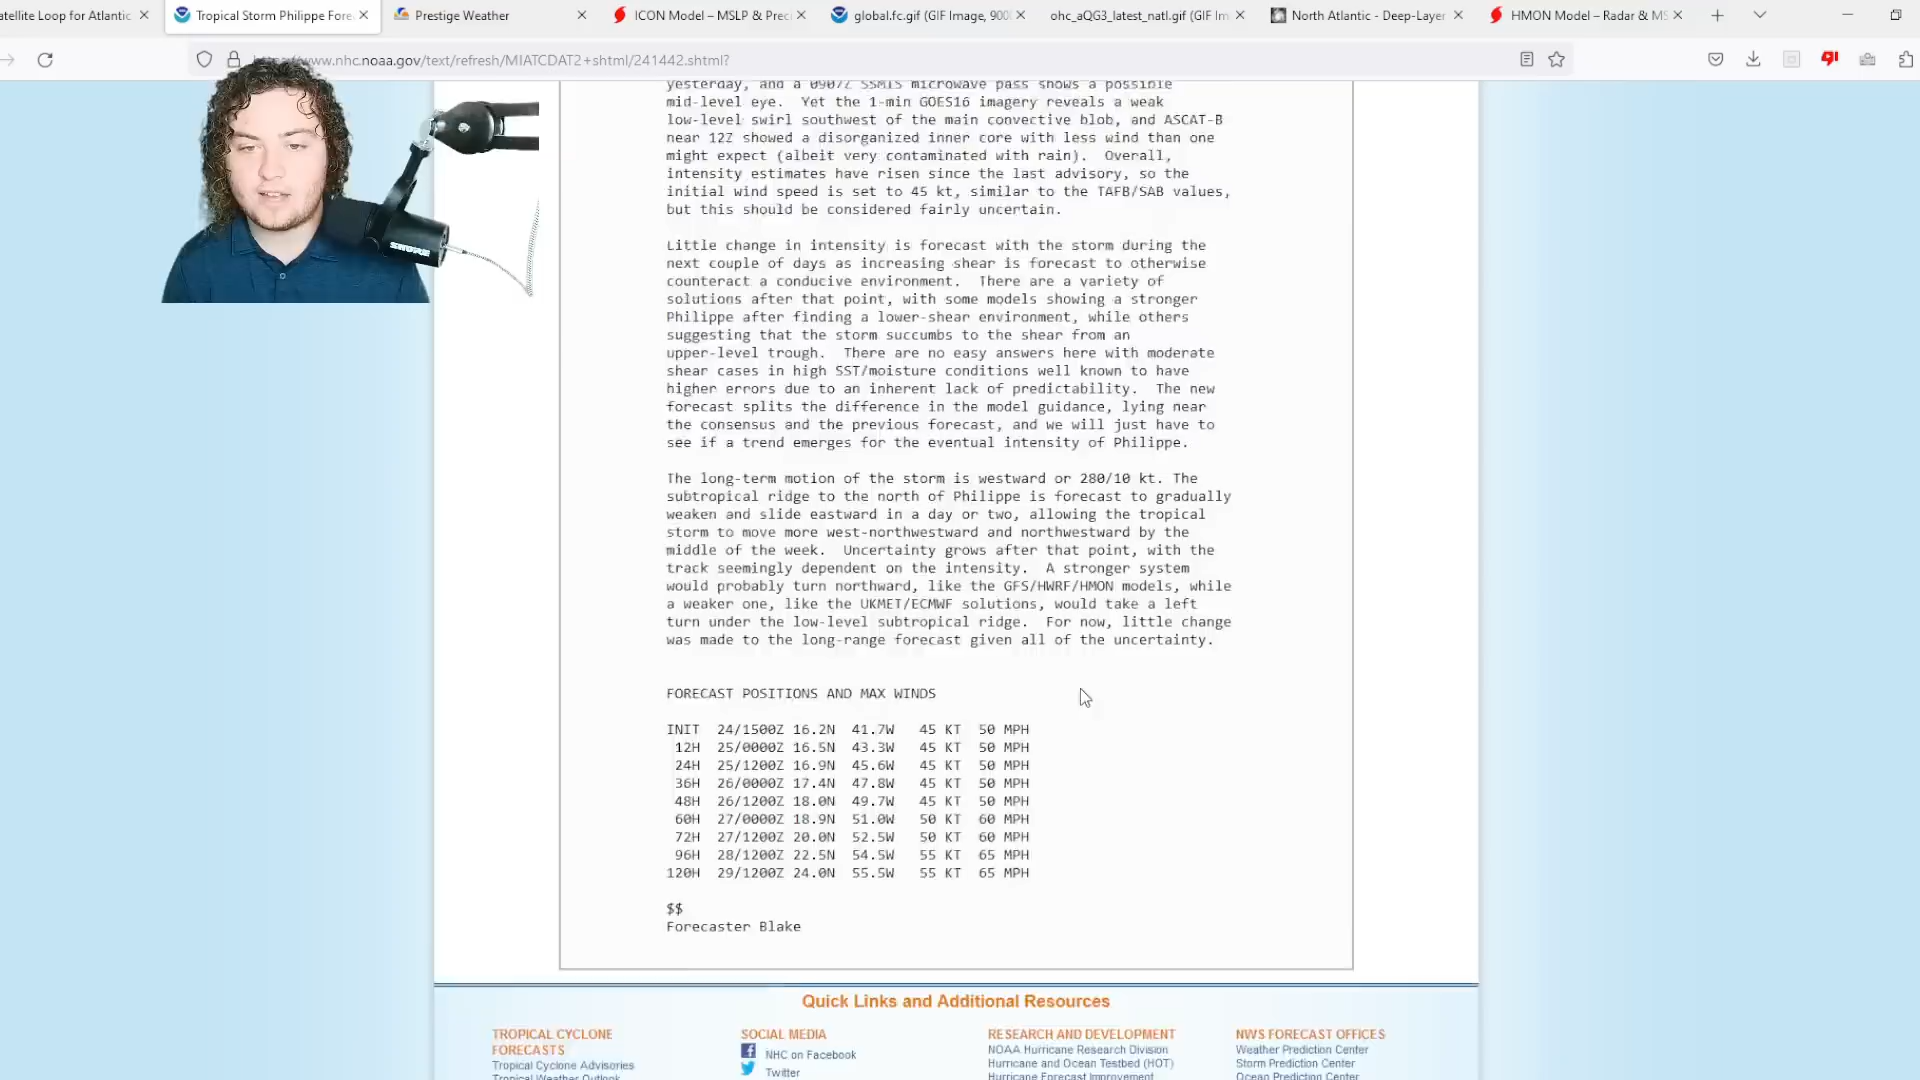 atellite Loop for Atlantic
Tropical Storm Philippe Fore
Prestige Weather
ICON Model – MSLP & Preci
global.fc.gif (GIF Image, 900
ohc_aQG3_latest_natl.gif (GIF Im
North Atlantic - Deep-Layer
HMON Model – Radar & MS
www.nhc.noaa.gov/text/refresh/MIATCDAT2+shtml/241442.shtml?
yesterday, and a 0907Z SSMIS microwave pass shows a possible
mid-level eye. Yet the 1-min GOES16 imagery reveals a weak
low-level swirl southwest of the main convective blob, and ASCAT-B
near 12Z showed a disorganized inner core with less wind than one
might expect (albeit very contaminated with rain). Overall,
intensity estimates have risen since the last advisory, so the
initial wind speed is set to 45 kt, similar to the TAFB/SAB values,
but this should be considered fairly uncertain.
Little change in intensity is forecast with the storm during the
next couple of days as increasing shear is forecast to otherwise
counteract a conducive environment. There are a variety of
solutions after that point, with some models showing a stronger
Philippe after finding a lower-shear environment, while others
suggesting that the storm succumbs to the shear from an
upper-level trough. There are no easy answers here with moderate
shear cases in high SST/moisture conditions well known to have
higher errors due to an inherent lack of predictability. The new
forecast splits the difference in the model guidance, lying near
the consensus and the previous forecast, and we will just have to
see if a trend emerges for the eventual intensity of Philippe.
The long-term motion of the storm is westward or 280/10 kt. The
subtropical ridge to the north of Philippe is forecast to gradually
weaken and slide eastward in a day or two, allowing the tropical
storm to move more west-northwestward and northwestward by the
middle of the week. Uncertainty grows after that point, with the
track seemingly dependent on the intensity. A stronger system
would probably turn northward, like the GFS/HWRF/HMON models, while
a weaker one, like the UKMET/ECMWF solutions, would take a left
turn under the low-level subtropical ridge. For now, little change
was made to the long-range forecast given all of the uncertainty.
FORECAST POSITIONS AND MAX WINDS
INIT 24/1500Z 16.2N 41.7W 45 KT 50 MPH
12H 25/0000Z 16.5N 43.3W 45 KT 50 MPH
24H 25/1200Z 16.9N 45.6W 45 KT 50 MPH
36H 26/0000Z 17.4N 47.8W 45 KT 50 MPH
48H 26/1200Z 18.0N 49.7W 45 KT 50 MPH
60H 27/0000Z 18.9N 51.0W 50 KT 60 MPH
72H 27/1200Z 20.0N 52.5W 50 KT 60 MPH
96H 28/1200Z 22.5N 54.5W 55 KT 65 MPH
120H 29/1200Z 24.0N 55.5W 55 KT 65 MPH
$$
Forecaster Blake
SHURE
Quick Links and Additional Resources
TROPICAL CYCLONE
FORECASTS
Tropical Cyclone Advisories
Tropical Weather Outlook
SOCIAL MEDIA
NHC on Facebook
Twitter
RESEARCH AND DEVELOPMENT
NOAA Hurricane Research Division
Hurricane and Ocean Testbed (HOT)
Hurricane Forecast Improvement
NWS FORECAST OFFICES
Weather Prediction Center
Storm Prediction Center
Ocean Prediction Center